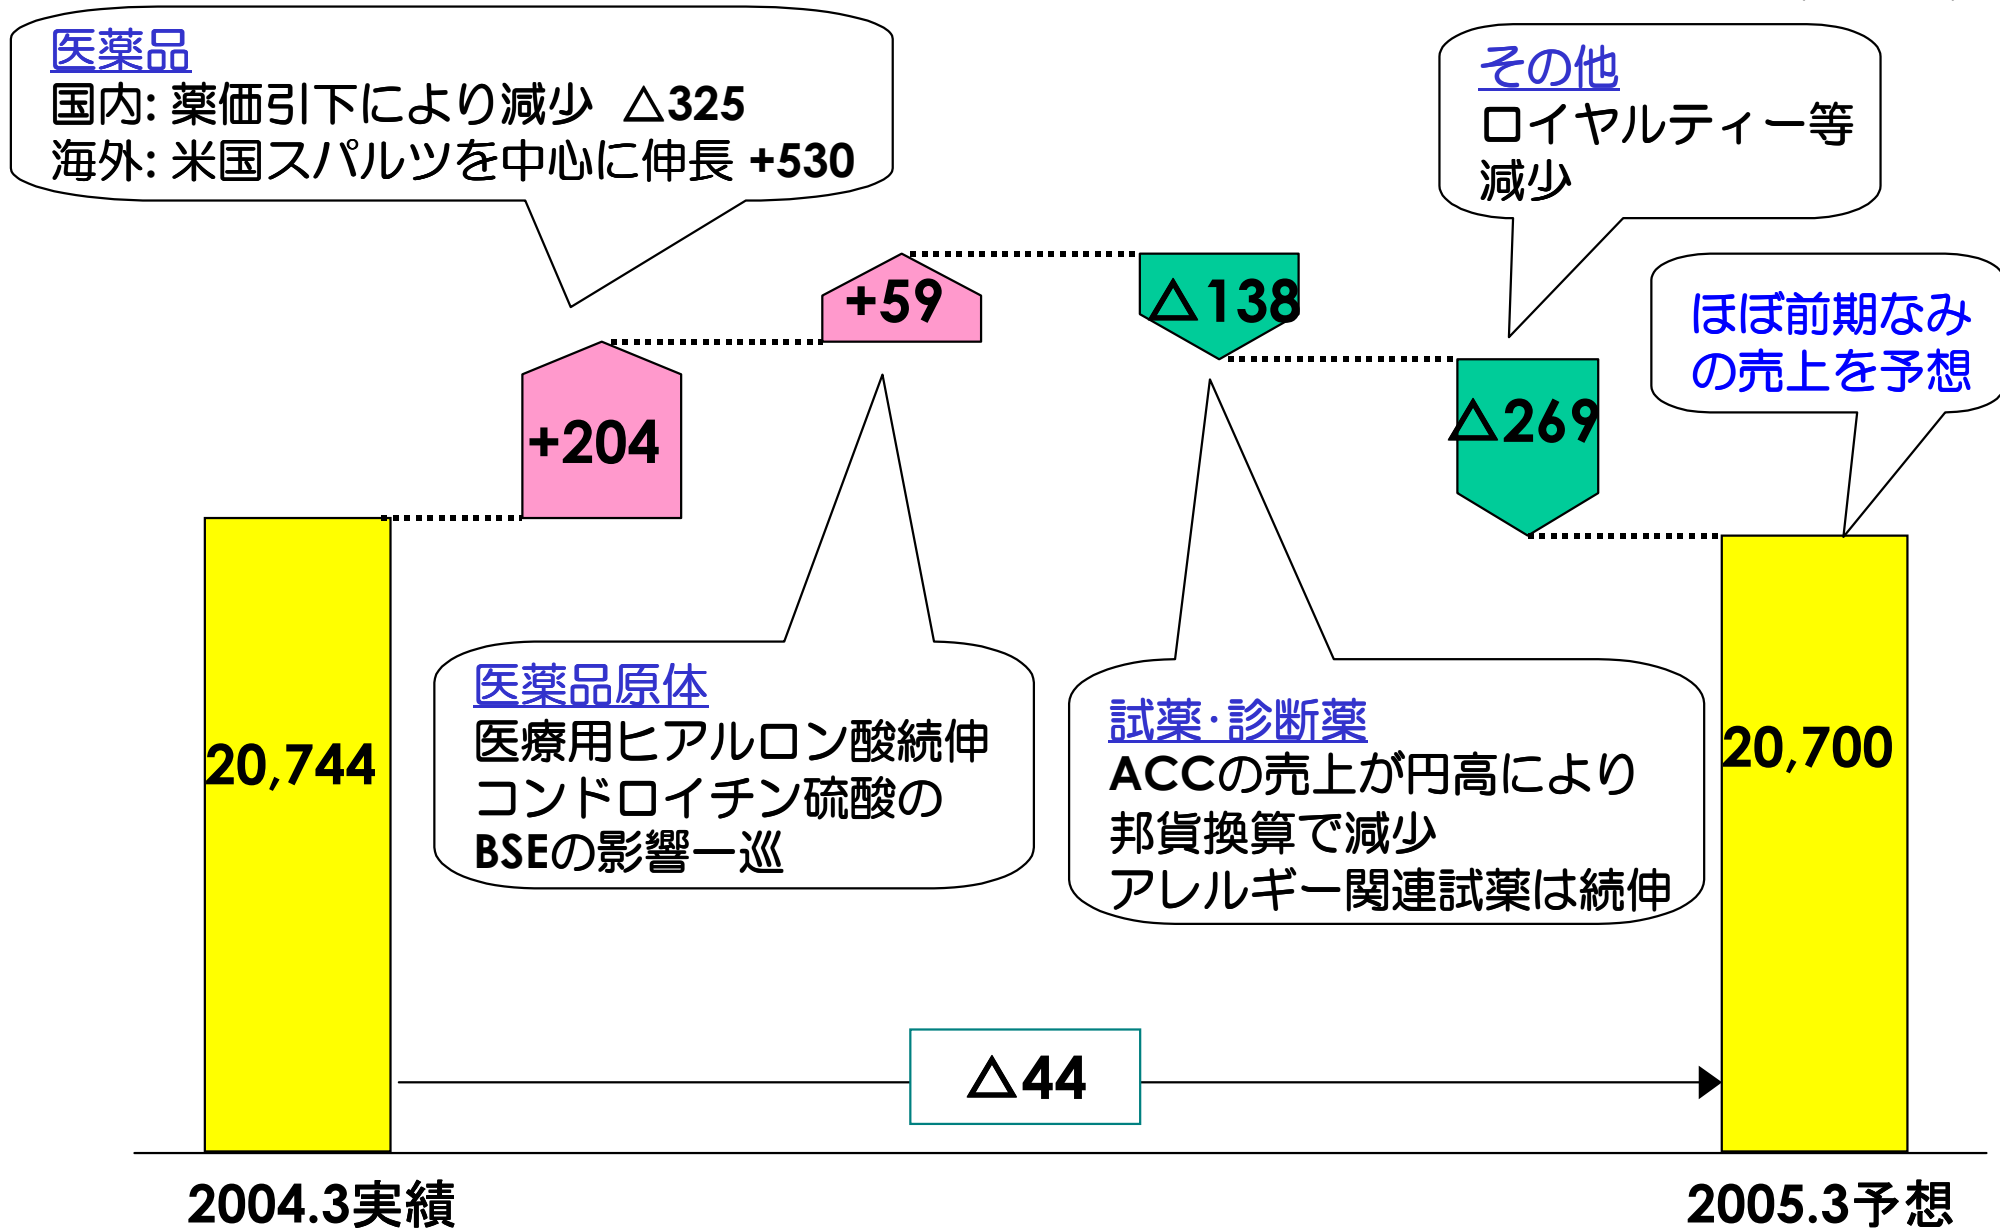 医薬品
国内: 薬価引下により減少 △325
海外: 米国スパルツを中心に伸長 +530
その他
ロイヤルティー等
減少
ほぼ前期なみ
の売上を予想
+59
△138
+204
△269
医薬品原体
医療用ヒアルロン酸続伸
コンドロイチン硫酸の
BSEの影響一巡
試薬･診断薬
ACCの売上が円高により
邦貨換算で減少
アレルギー関連試薬は続伸
20,744
20,700
△44
2004.3実績
2005.3予想